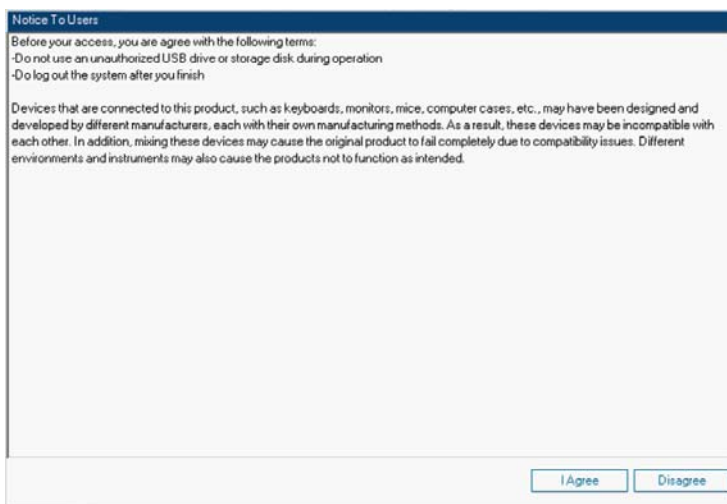 Notice To Users
Before your access, you are agree with the following terms:
-Do not use an unauthorized USB drive or storage disk during operation
-Do log out the system after you finish
Devices that are connected to this product, such as keyboards, monitors, mice, computer cases, etc., may have been designed and
developed by different manufacturers, each with their own manufacturing methods. As a result, these devices may be incompatible with
each other. In addition, mixing these devices may cause the original product to fail completely due to compatibility issues. Different
environments and instruments may also cause the products not to function as intended.
I Agree
Disagree